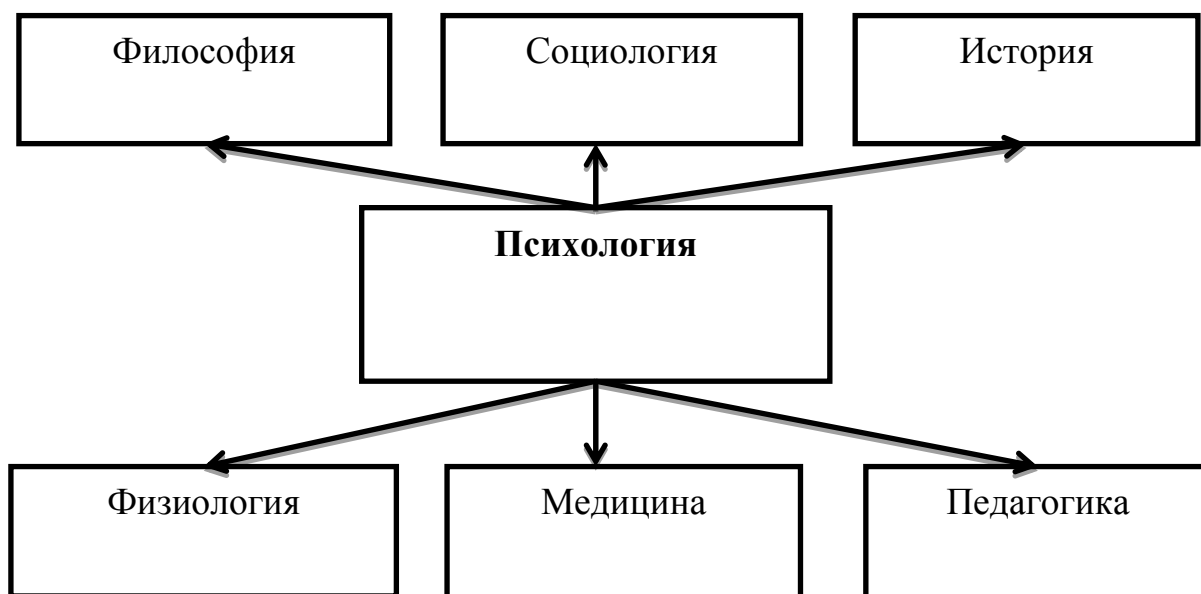 Философия
Социология
История
Психология
Физиология
Медицина
Педагогика